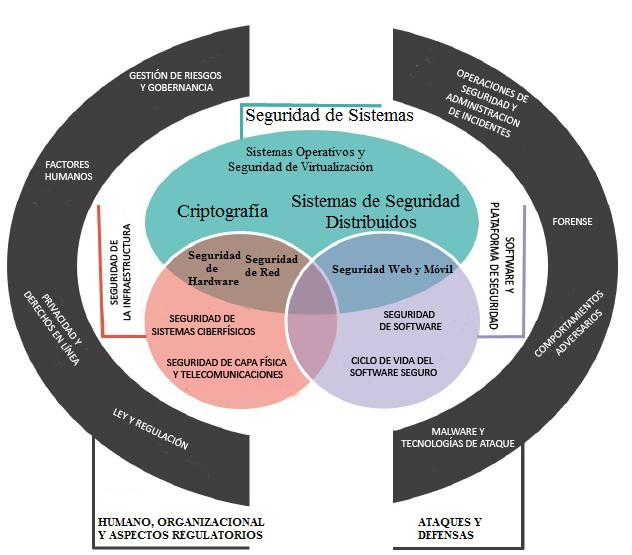 GESTIÓN DE RIESGOS
Y GOBERNANCIA
FACTORES
HUMANOS
PRIVACIDAD Y
DERECHOS EN LÍNEA
LEY Y REGULACIÓN
HUMANO, ORGANIZACIONAL
Y ASPECTOS REGULATORIOS
Seguridad de Sistemas
Sistemas Operativos y
Seguridad de Virtualización
Criptografía
Sistemas de Seguridad
Distribuidos
SEGURIDAD DE
LA INFRAESTRUCTURA
Seguridad
de
Hardware
Seguridad
de Red
Seguridad Web y Móvil
SEGURIDAD DE
SISTEMAS CIBERFÍSICOS
SEGURIDAD DE CAPA FÍSICA
Y TELECOMUNICACIONES
SEGURIDAD
DE SOFTWARE
CICLO DE VIDA DEL
SOFTWARE SEGURO
SOFTWARE Y
PLATAFORMA DE SEGURIDAD
OPERACIONES DE
SEGURIDAD Y
ADMINISTRACION
DE INCIDENTES
FORENSE
COMPORTAMIENTOS
ADVERSARIOS
MALWARE Y
TECNOLOGÍAS DE ATAQUE
ATAQUES Y
DEFENSAS